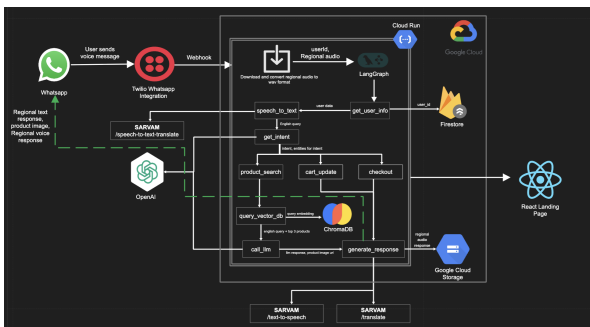 Cloud Run
Google Cloud
User sends
voice message
Webhook
userId,
Regional audio
Whatsapp
Twilio Whatsapp
Integration
Download and convert regional audio to
wav format
LangGraph
Regional text
response,
product image,
Regional voice
response
speech_to_text
user data
get_user_info
user_id
Firestore
SARVAM
/speech-to-text-translate
English query
get_intent
Intent, entities for intent
OpenAI
product_search
cart_update
checkout
React Landing
Page
query_vector_db
query embedding
ChromaDB
english query + top 3 products
call_llm
llm response, product image url
generate_response
regional
audio
response
Google Cloud
Storage
SARVAM
/text-to-speech
SARVAM
/translate